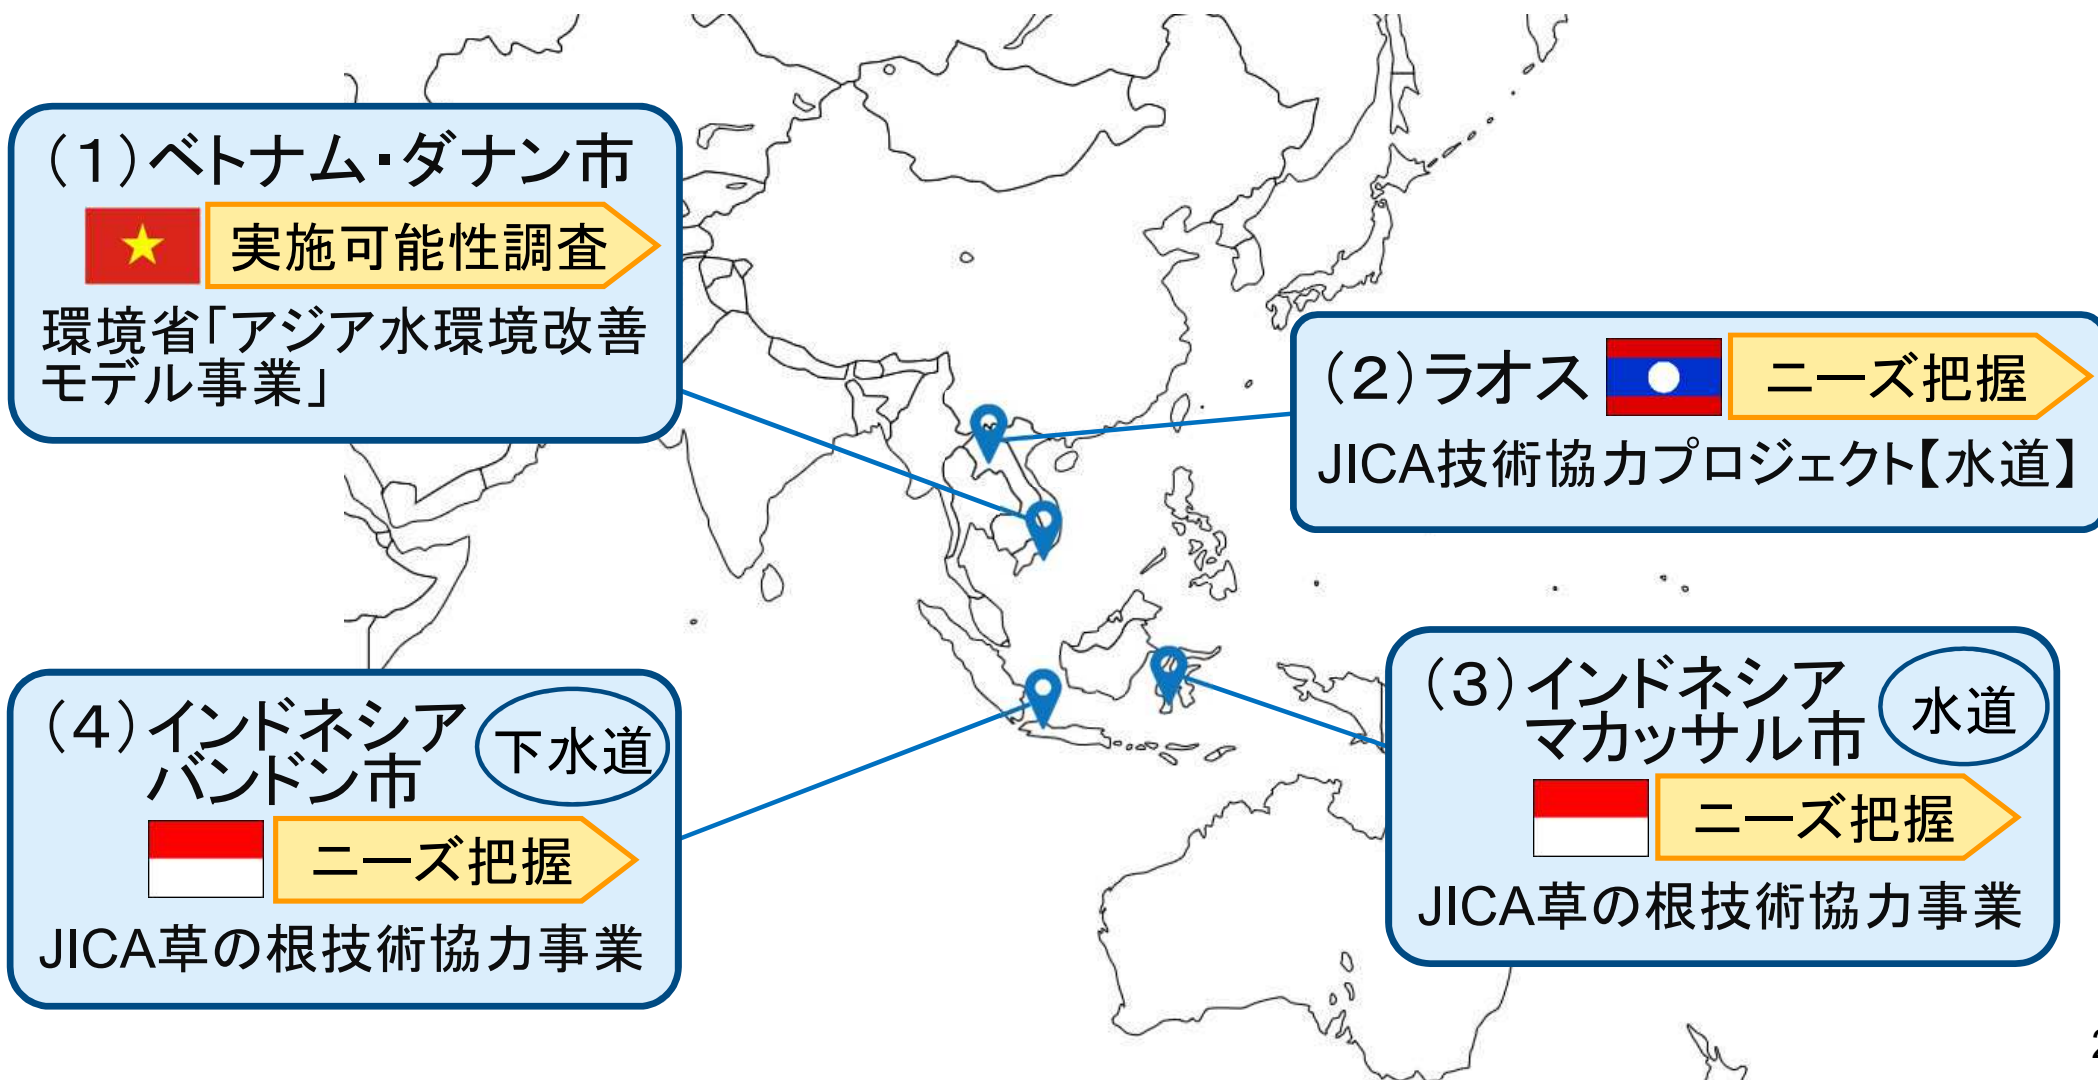 (1)ベトナム・ダナン市
実施可能性調査
環境省「アジア水環境改善
モデル事業」
(2)ラオス
ニーズ把握
JICA技術協力プロジェクト【水道】
(3)インドネシア
マカッサル市
水道
ニーズ把握
JICA草の根技術協力事業
(4)インドネシア
バンドン市
下水道
ニーズ把握
JICA草の根技術協力事業
2